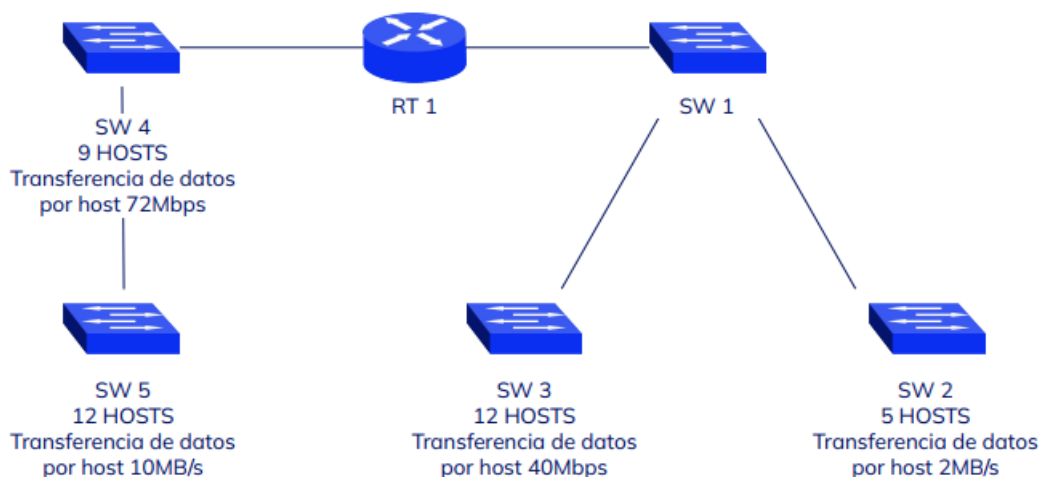 RT 1
SW 1
SW 4
9 HOSTS
Transferencia de datos
por host 72Mbps
SW 5
12 HOSTS
Transferencia de datos
por host 10MB/s
SW 3
12 HOSTS
Transferencia de datos
por host 40Mbps
SW 2
5 HOSTS
Transferencia de datos
por host 2MB/s